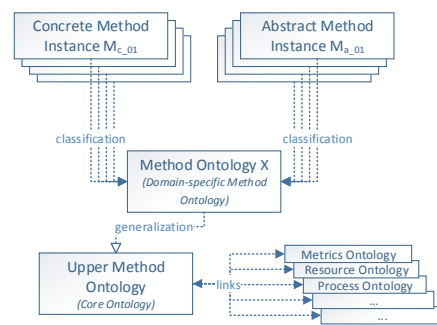 Concrete Method
Instance Mc_01
Abstract Method
Instance Ma_01
classification
classification
Method Ontology X
(Domain-specific Method
Ontology)
generalization
Upper Method
Ontology
(Core Ontology)
links
Metrics Ontology
Resource Ontology
Process Ontology
...
...